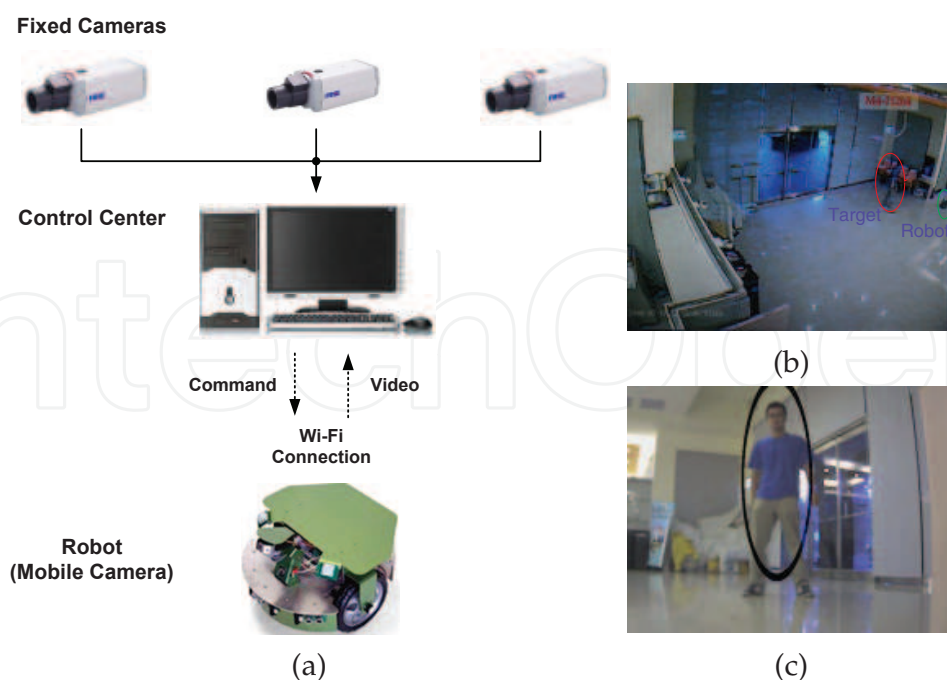 Fixed Cameras
Control Center
Command
Video
Wi-Fi
Connection
Robot
(Mobile Camera)
(a)
Target
Robot
(b)
(c)